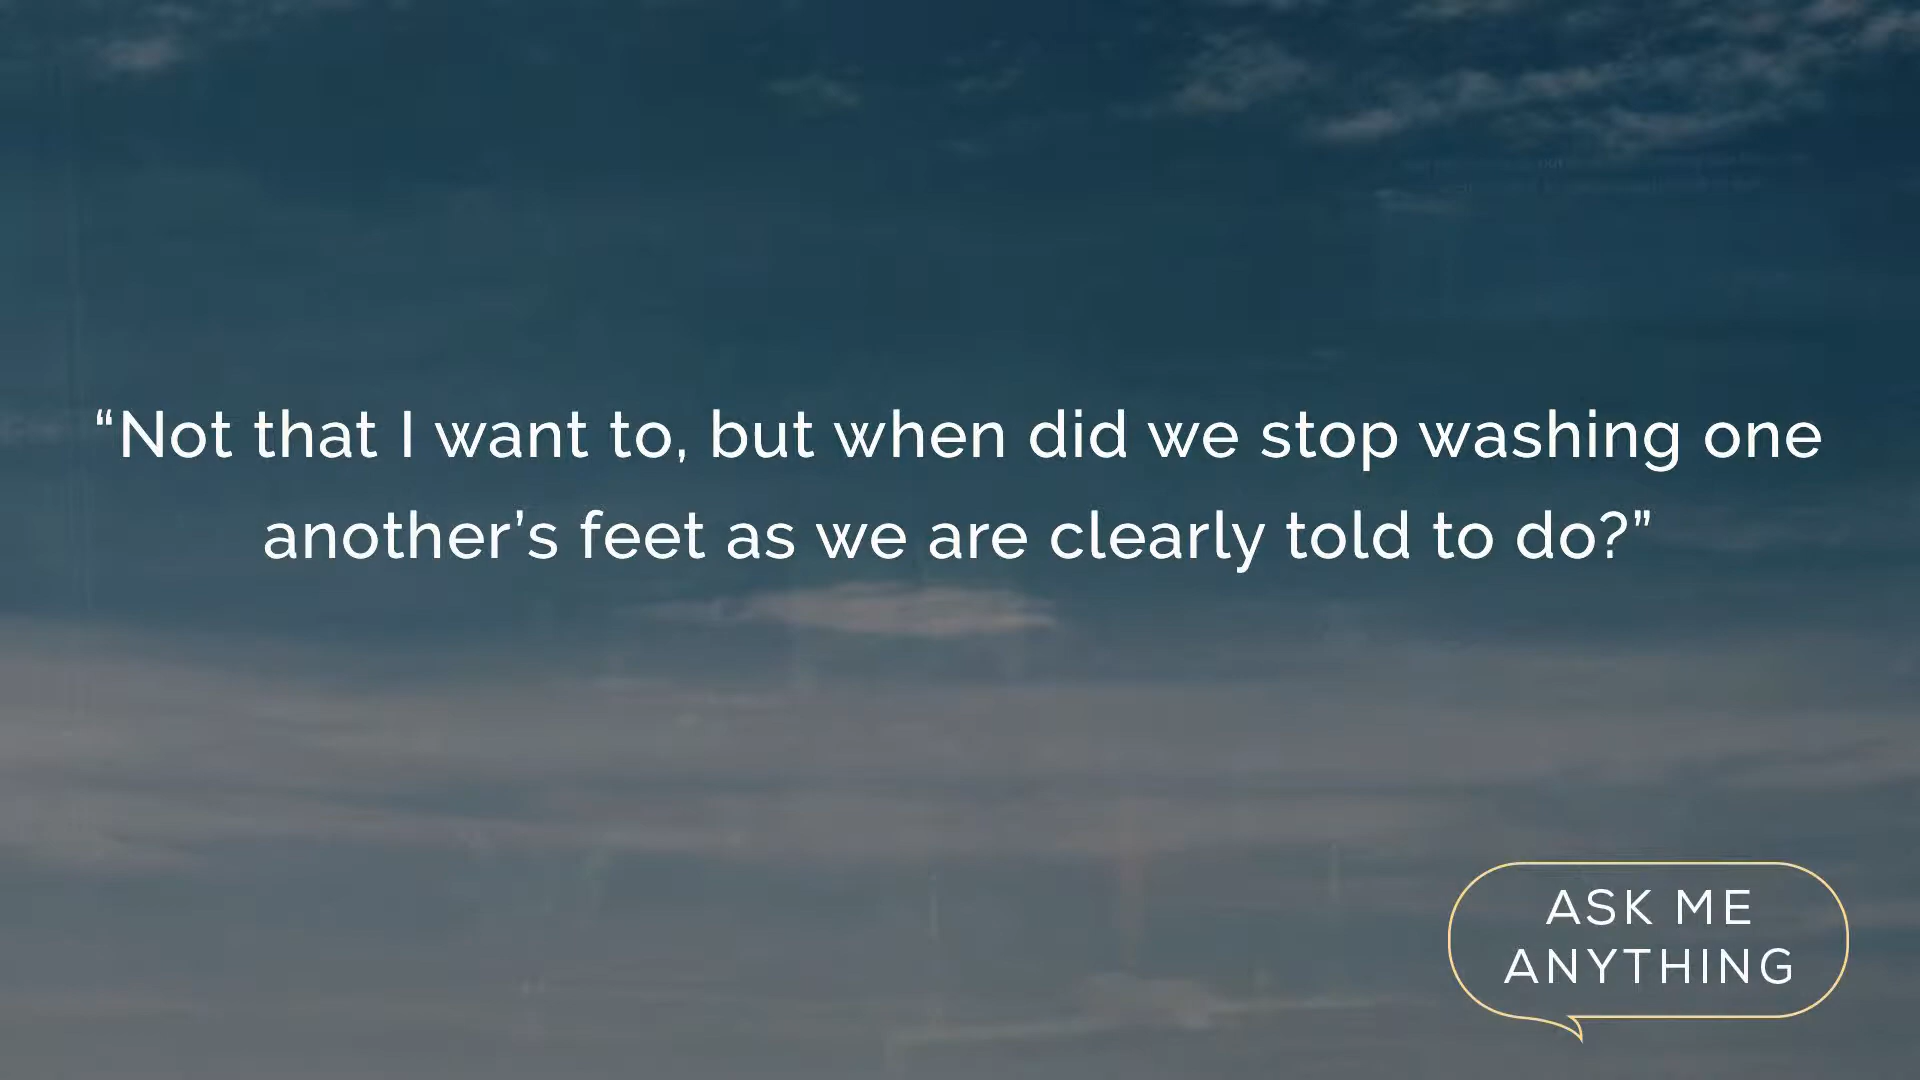 “Not that I want to, but when did we stop washing one
another’s feet as we are clearly told to do?”
ASK ME
ANYTHING